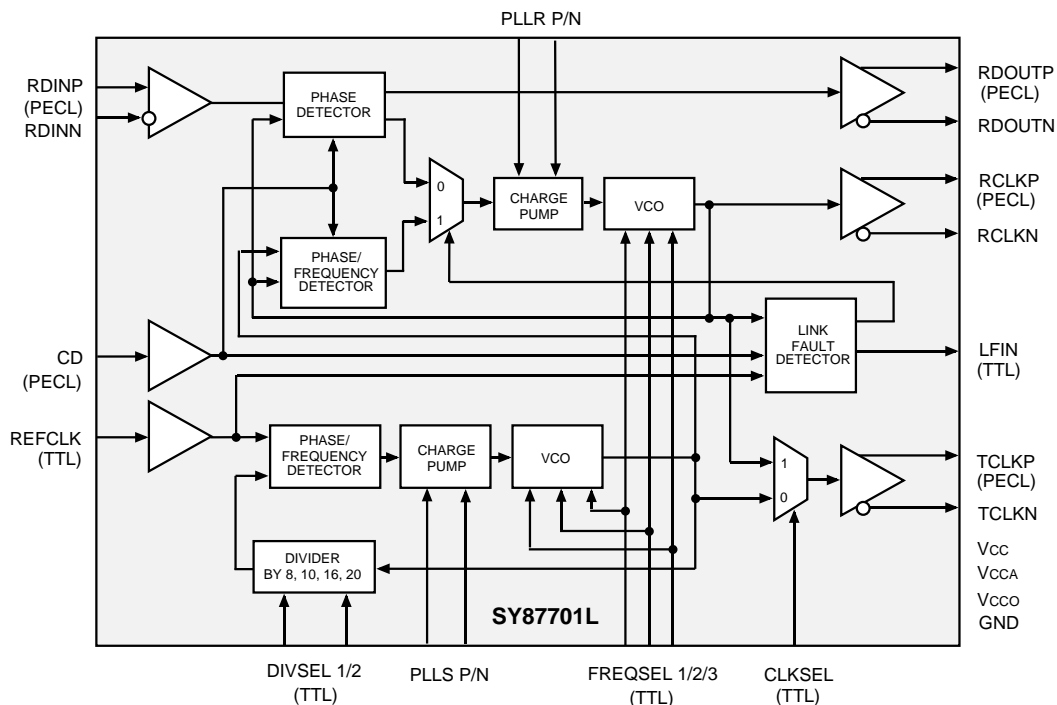 PLLR P/N
RDINP
(PECL)
RDINN
PHASE
DETECTOR
RDOUTP
(PECL)
RDOUTN
0
1
CHARGE
PUMP
VCO
RCLKP
(PECL)
RCLKN
PHASE/
FREQUENCY
DETECTOR
CD
(PECL)
LINK
FAULT
DETECTOR
LFIN
(TTL)
REFCLK
(TTL)
PHASE/
FREQUENCY
DETECTOR
CHARGE
PUMP
VCO
1
0
TCLKP
(PECL)
TCLKN
DIVIDER
BY 8, 10, 16, 20
SY87701L
VCC
VCCA
VCCO
GND
DIVSEL 1/2
(TTL)
PLLS P/N
FREQSEL 1/2/3
(TTL)
CLKSEL
(TTL)